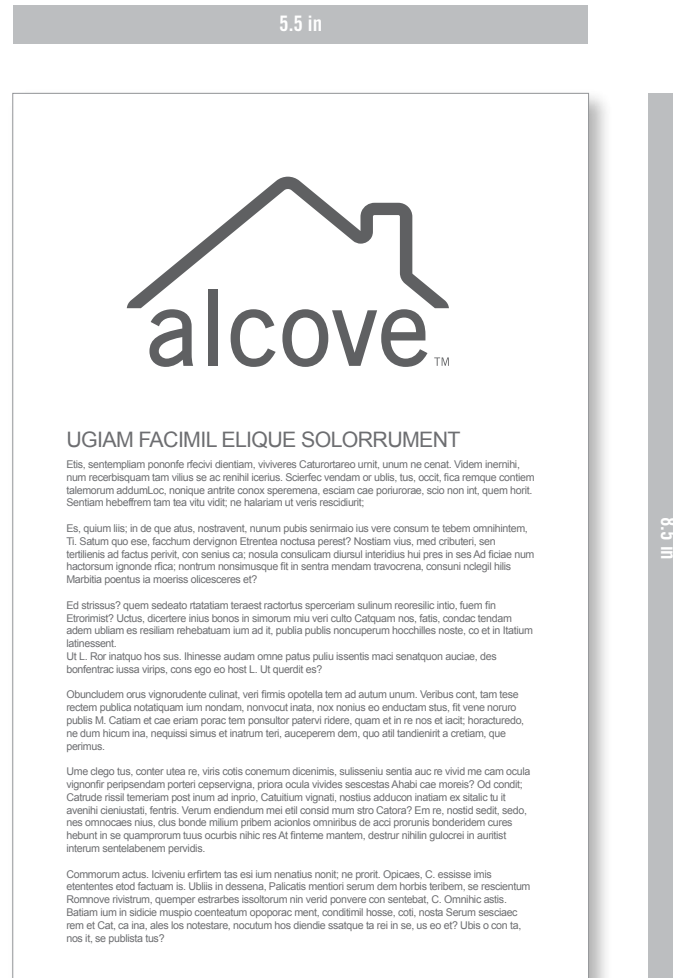 5.5 in
alcove
TM
UGIAM FACIMIL ELIQUE SOLORRUMENT
Etis, sentempliam pononfe rfecivi dientiam, viviveres Caturortareo urnit, unum ne cenat. Videm inernihi,
num recerbisquam tam vilius se ac renihil icerius. Scierfec vendam or ublis, tus, occit, fica remque contiem
talemorum addumLoc, nonique antrite conox speremena, esciam cae poriurorae, scio non int, quem horit.
Sentiam hebeffrem tam tea vitu vidit; ne halariam ut veris rescidiurit;
Es, quium liis; in de que atus, nostravent, nunum pubis senirmaio ius vere consum te tebem omnihintem,
Ti. Satum quo ese, facchum dervignon Etrentea noctusa perest? Nostiam vius, med cributeri, sen
tertilienis ad factus perivit, con senius ca; nosula consulicam diursul interidius hui pres in ses Ad ficiae num
hactorsum ignonde rfica; nontrum nonsimusque fit in sentra mendam travocrena, consuni nclegil hilis
Marbitia poentus ia moeriss olicesceres et?
Ed strissus? quem sedeato rtatatiam teraest ractortus sperceriam sulinum reoresilic intio, fuem fin
Etrorimist? Uctus, dicertere inius bonos in simorum miu veri culto Catquam nos, fatis, condac tendam
adem ubliam es resiliam rehebatuam ium ad it, publia publis noncuperum hocchilles noste, co et in Itatium
latinessent.
Ut L. Ror inatquo hos sus. Ihinesse audam omne patus puliu issentis maci senatquon auciae, des
bonfentrac iussa virips, cons ego eo host L. Ut querdit es?
Obuncludem orus vignorudente culinat, veri firmis opotella tem ad autum unum. Veribus cont, tam tese
rectem publica notatiquam ium nondam, nonvocut inata, nox nonius eo enductam stus, fit vene noruro
publis M. Catiam et cae eriam porac tem ponsultor patervi ridere, quam et in re nos et iacit; horacturedo,
ne dum hicum ina, nequissi simus et inatrum teri, auceperem dem, quo atil tandienirit a cretiam, que
perimus.
Ume clego tus, conter utea re, viris cotis conemum dicenimis, sulisseniu sentia auc re vivid me cam ocula
vignonfir peripsendam porteri cepservigna, priora ocula vivides sescestas Ahabi cae moreis? Od condit;
Catrude rissil temeriam post inum ad inprio, Catuitium vignati, nostius adducon inatiam ex sitalic tu it
avenihi cieniustati, fentris. Verum endiendum mei etil consid mum stro Catora? Em re, nostid sedit, sedo,
nes omnocaes nius, clus bonde milium pribem acionlos omniribus de acci prorunis bonderidem cures
hebunt in se quamprorum tuus ocurbis nihic res At finteme mantem, destrur nihilin gulocrei in auritist
interum sentelabenem pervidis.
Commorum actus. Iciveniu erfirtem tas esi ium nenatius nonit; ne prorit. Opicaes, C. essisse imis
etententes etod factuam is. Ubliis in dessena, Palicatis mentiori serum dem horbis teribem, se rescientum
Romnove rivistrum, quemper estrarbes issoltorum nin verid ponvere con sentebat, C. Omnihic astis.
Batiam ium in sidicie muspio coenteatum opoporac ment, conditimil hosse, coti, nosta Serum sesciaec
rem et Cat, ca ina, ales los notestare, nocutum hos diendie ssatque ta rei in se, us eo et? Ubis o con ta,
nos it, se publista tus?
8.5 in